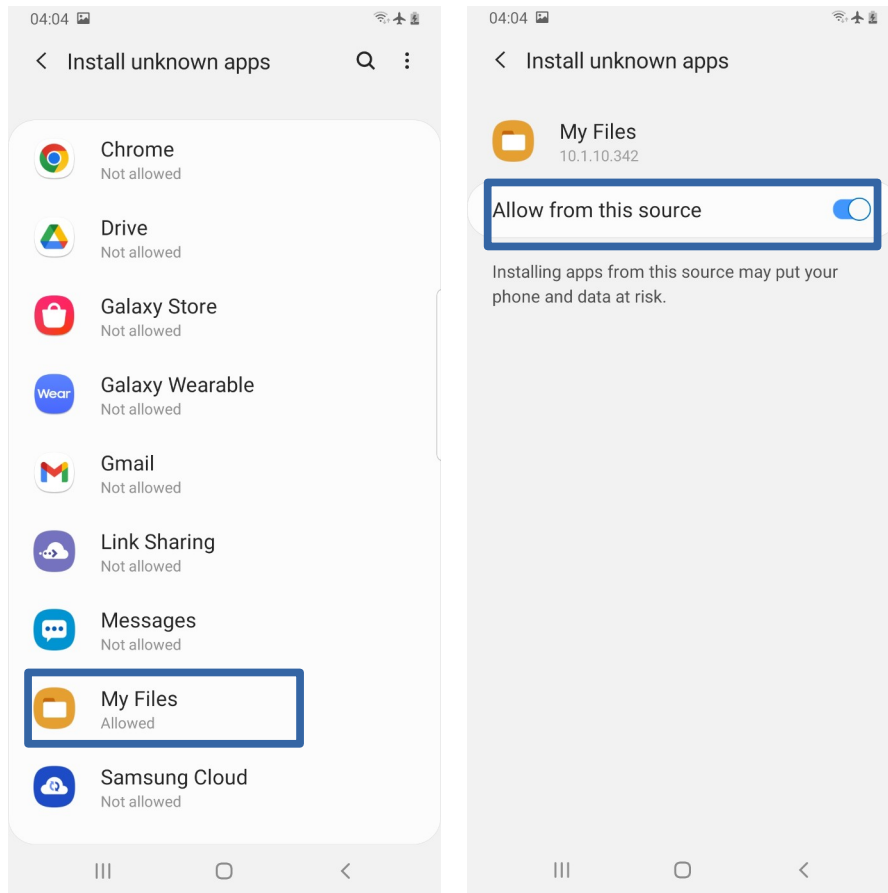 04:04
Install unknown apps
Chrome
Not allowed
Drive
Not allowed
Galaxy Store
Not allowed
Wear
Galaxy Wearable
Not allowed
Gmail
Not allowed
Link Sharing
Not allowed
Messages
Not allowed
My Files
Allowed
Samsung Cloud
Not allowed
04:04
Install unknown apps
My Files
10.1.10.342
Allow from this source
Installing apps from this source may put your
phone and data at risk.